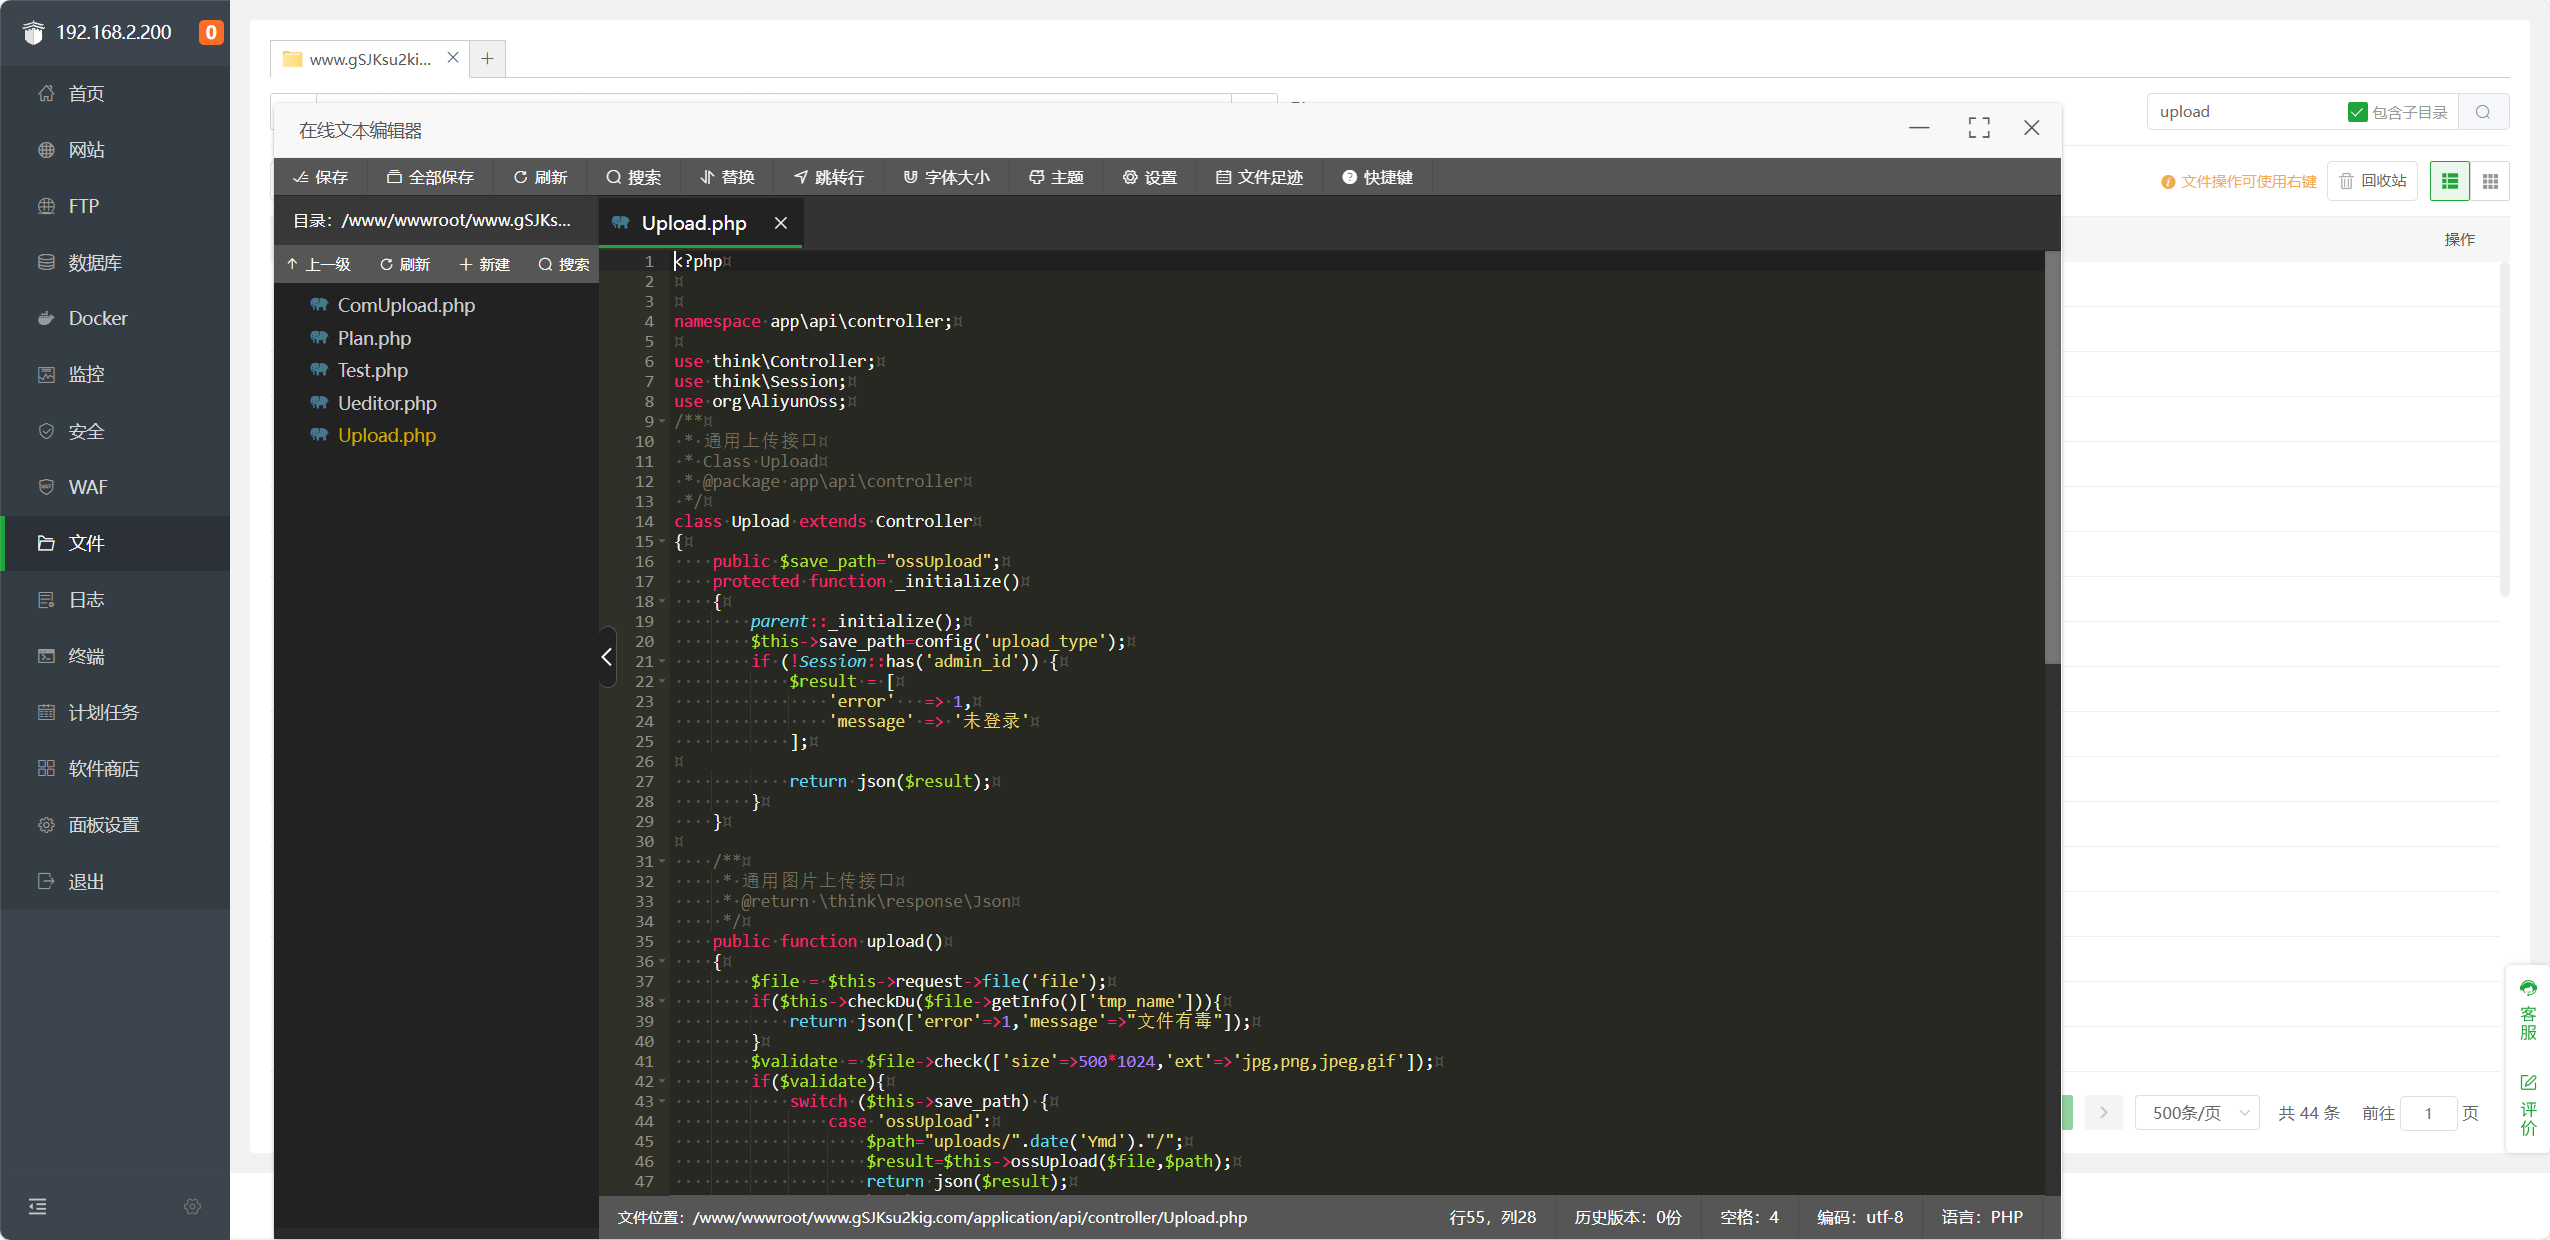 192.168.2.200
0
首页
网站
FTP
数据库
Docker
监控
安全
WAF
文件
日志
终端
计划任务
软件商店
面板设置
退出
www.gSJKsu2ki...
upload
包含子目录
文件操作可使用右键
回收站
操作
在线文本编辑器
保存 全部保存 刷新 搜索 替换 跳转行 字体大小 主题 设置 文件足迹 快捷键
目录：/www/wwwroot/www.gSJKs...
上一级 刷新 新建 搜索
ComUpload.php
Plan.php
Test.php
Ueditor.php
Upload.php
Upload.php
1 <?php
2
3
4 namespace app\api\controller;
5
6 use think\Controller;
7 use think\Session;
8 use org\AliyunOss;
9 /**
10 * 通用上传接口
11 * Class Upload
12 * @package app\api\controller
13 */
14 class Upload extends Controller
15 {
16 public $save_path="ossUpload";
17 protected function _initialize()
18 {
19 parent::_initialize();
20 $this->save_path=config('upload_type');
21 if (!Session::has('admin_id')) {
22 $result = [
23 'error'   => 1,
24 'message' => '未登录'
25 ];
26
27 return json($result);
28 }
29 }
30
31 /**
32 * 通用图片上传接口
33 * @return \think\response\Json
34 */
35 public function upload()
36 {
37 $file = $this->request->file('file');
38 if($this->checkDu($file->getInfo()['tmp_name'])){
39 return json(['error'=>1,'message'=>"文件有毒"]);
40 }
41 $validate = $file->check(['size'=>500*1024,'ext'=>'jpg,png,jpeg,gif']);
42 if($validate){
43 switch ($this->save_path) {
44 case 'ossUpload':
45 $path="uploads/".date('Ymd')."/";
46 $result=$this->ossUpload($file,$path);
47 return json($result);
文件位置：/www/wwwroot/www.gSJKsu2kig.com/application/api/controller/Upload.php
行55，列28
历史版本：0份
空格：4
编码：utf-8
语言：PHP
500条/页
共 44 条
前往 1 页
客服
评价